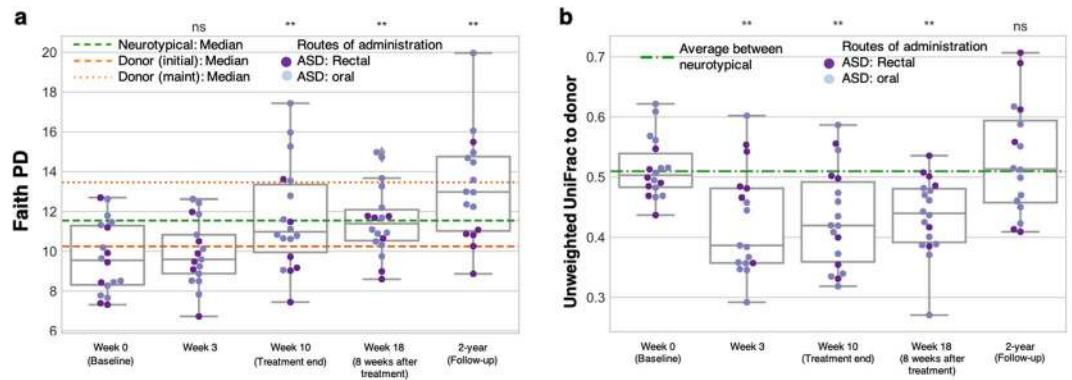 a
ns
**
**
**
Neurotypical: Median
Donor (initial): Median
Donor (maint): Median
Routes of administration
ASD: Rectal
ASD: oral
Faith PD
20
18
16
14
12
10
8
6
Week 0
(Baseline)
Week 3
Week 10
(Treatment end)
Week 18
(8 weeks after
treatment)
2-year
(Follow-up)
b
**
**
**
ns
Average between
neurotypical
Routes of administration
ASD: Rectal
ASD: oral
Unweighted UniFrac to donor
0.7
0.6
0.5
0.4
0.3
Week 0
(Baseline)
Week 3
Week 10
(Treatment end)
Week 18
(8 weeks after
treatment)
2-year
(Follow-up)